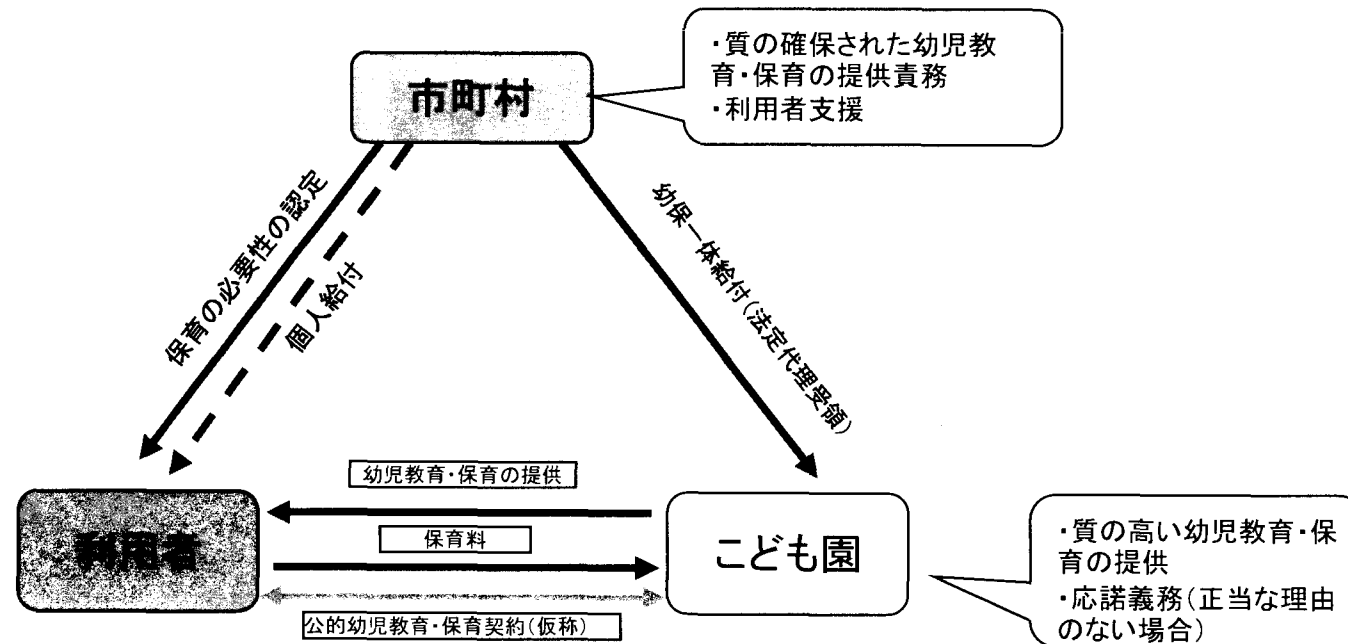 市町村
・質の確保された幼児教
育・保育の提供責務
・利用者支援
保育の必要性の認定
個人給付
幼保一体給付(法定代理受領)
幼児教育・保育の提供
利用者
保育料
こども園
公的幼児教育・保育契約(仮称)
・質の高い幼児教育・保
育の提供
・応諾義務(正当な理由
のない場合)